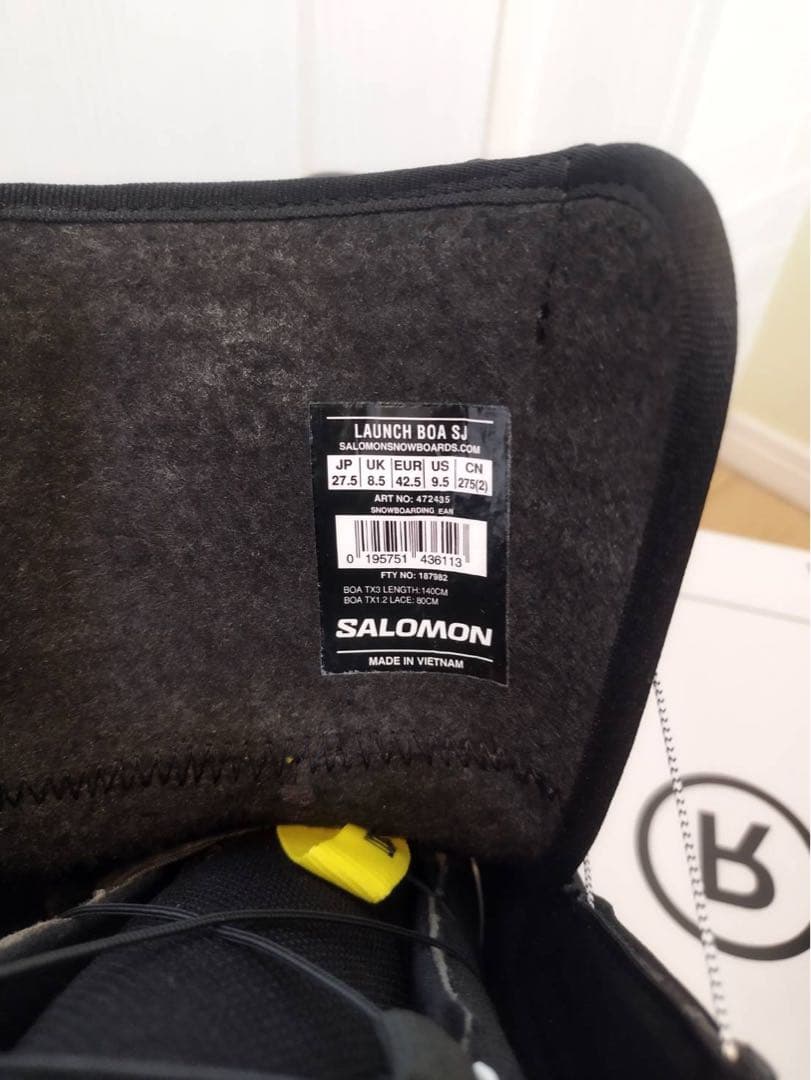 LAUNCH BOA SJ
SALOMONSNOWBOARDS.COM
JP UK EUR US CN
27.5 8.5 42.5 9.5 275(2)
ART NO: 472435
SNOWBOARDING_EAN
0 195751 436113
FTY NO: 187982
BOA TX3 LENGTH:140CM
BOA TX1.2 LACE: 80CM
SALOMON
MADE IN VIETNAM
R